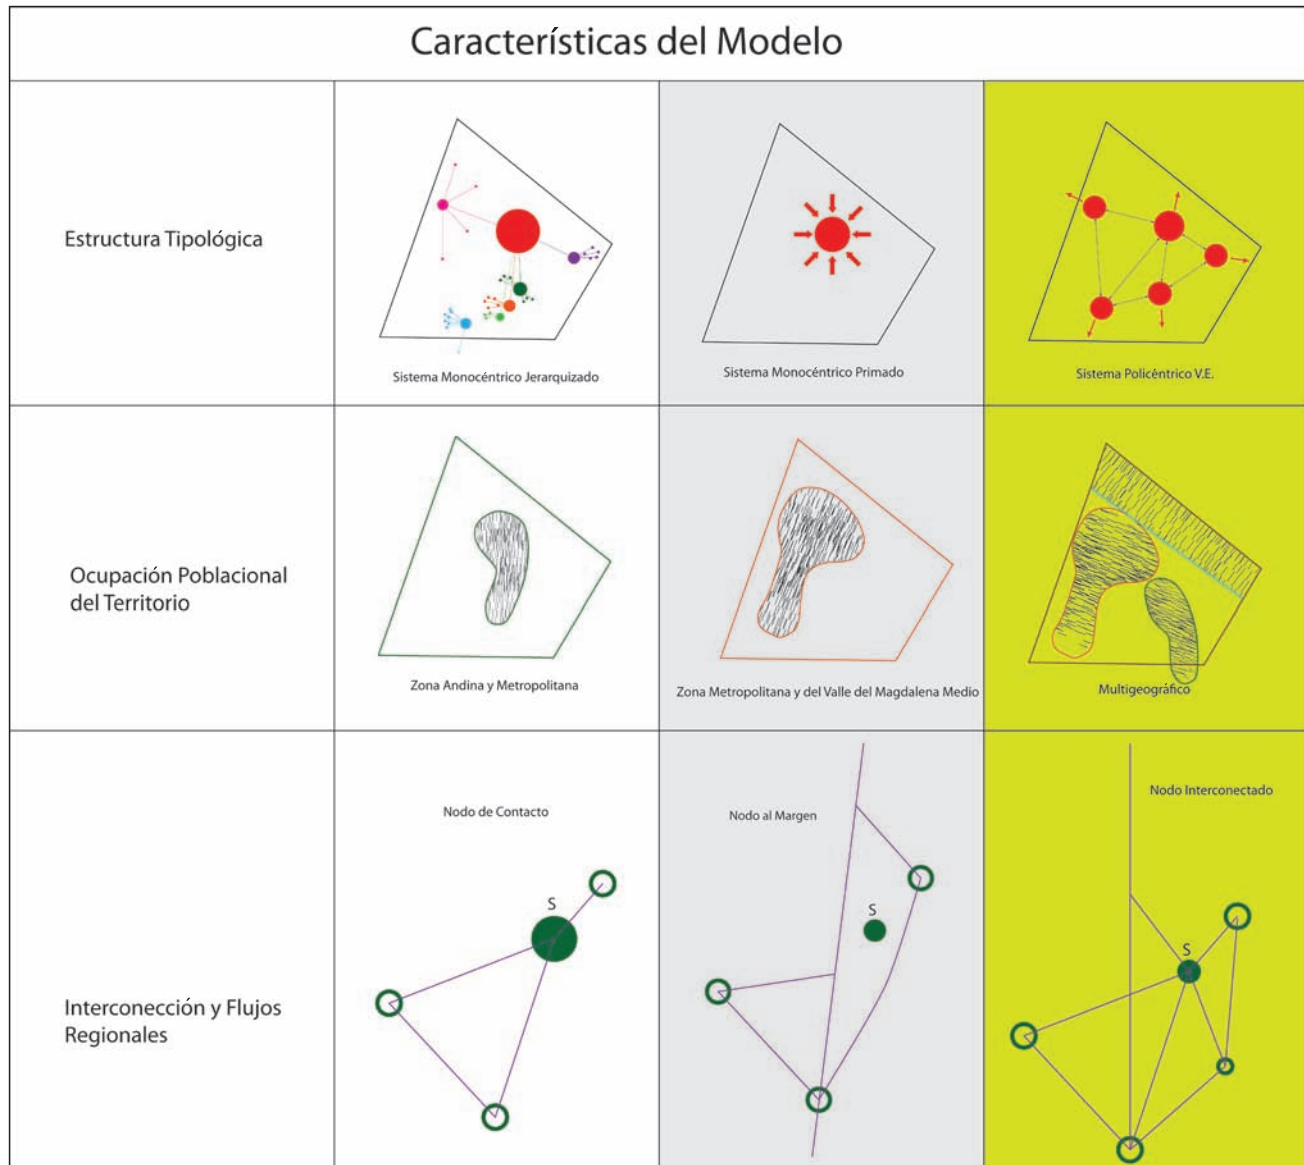 Características del Modelo
Estructura Tipológica
Sistema Monocéntrico Jerarquizado
Sistema Monocéntrico Primado
Sistema Policéntrico V.E.
Ocupación Poblacional
del Territorio
Zona Andina y Metropolitana
Zona Metropolitana y del Valle del Magdalena Medio
Multigeográfico
Interconección y Flujos
Regionales
Nodo de Contacto
S
Nodo al Margen
S
Nodo Interconectado
S